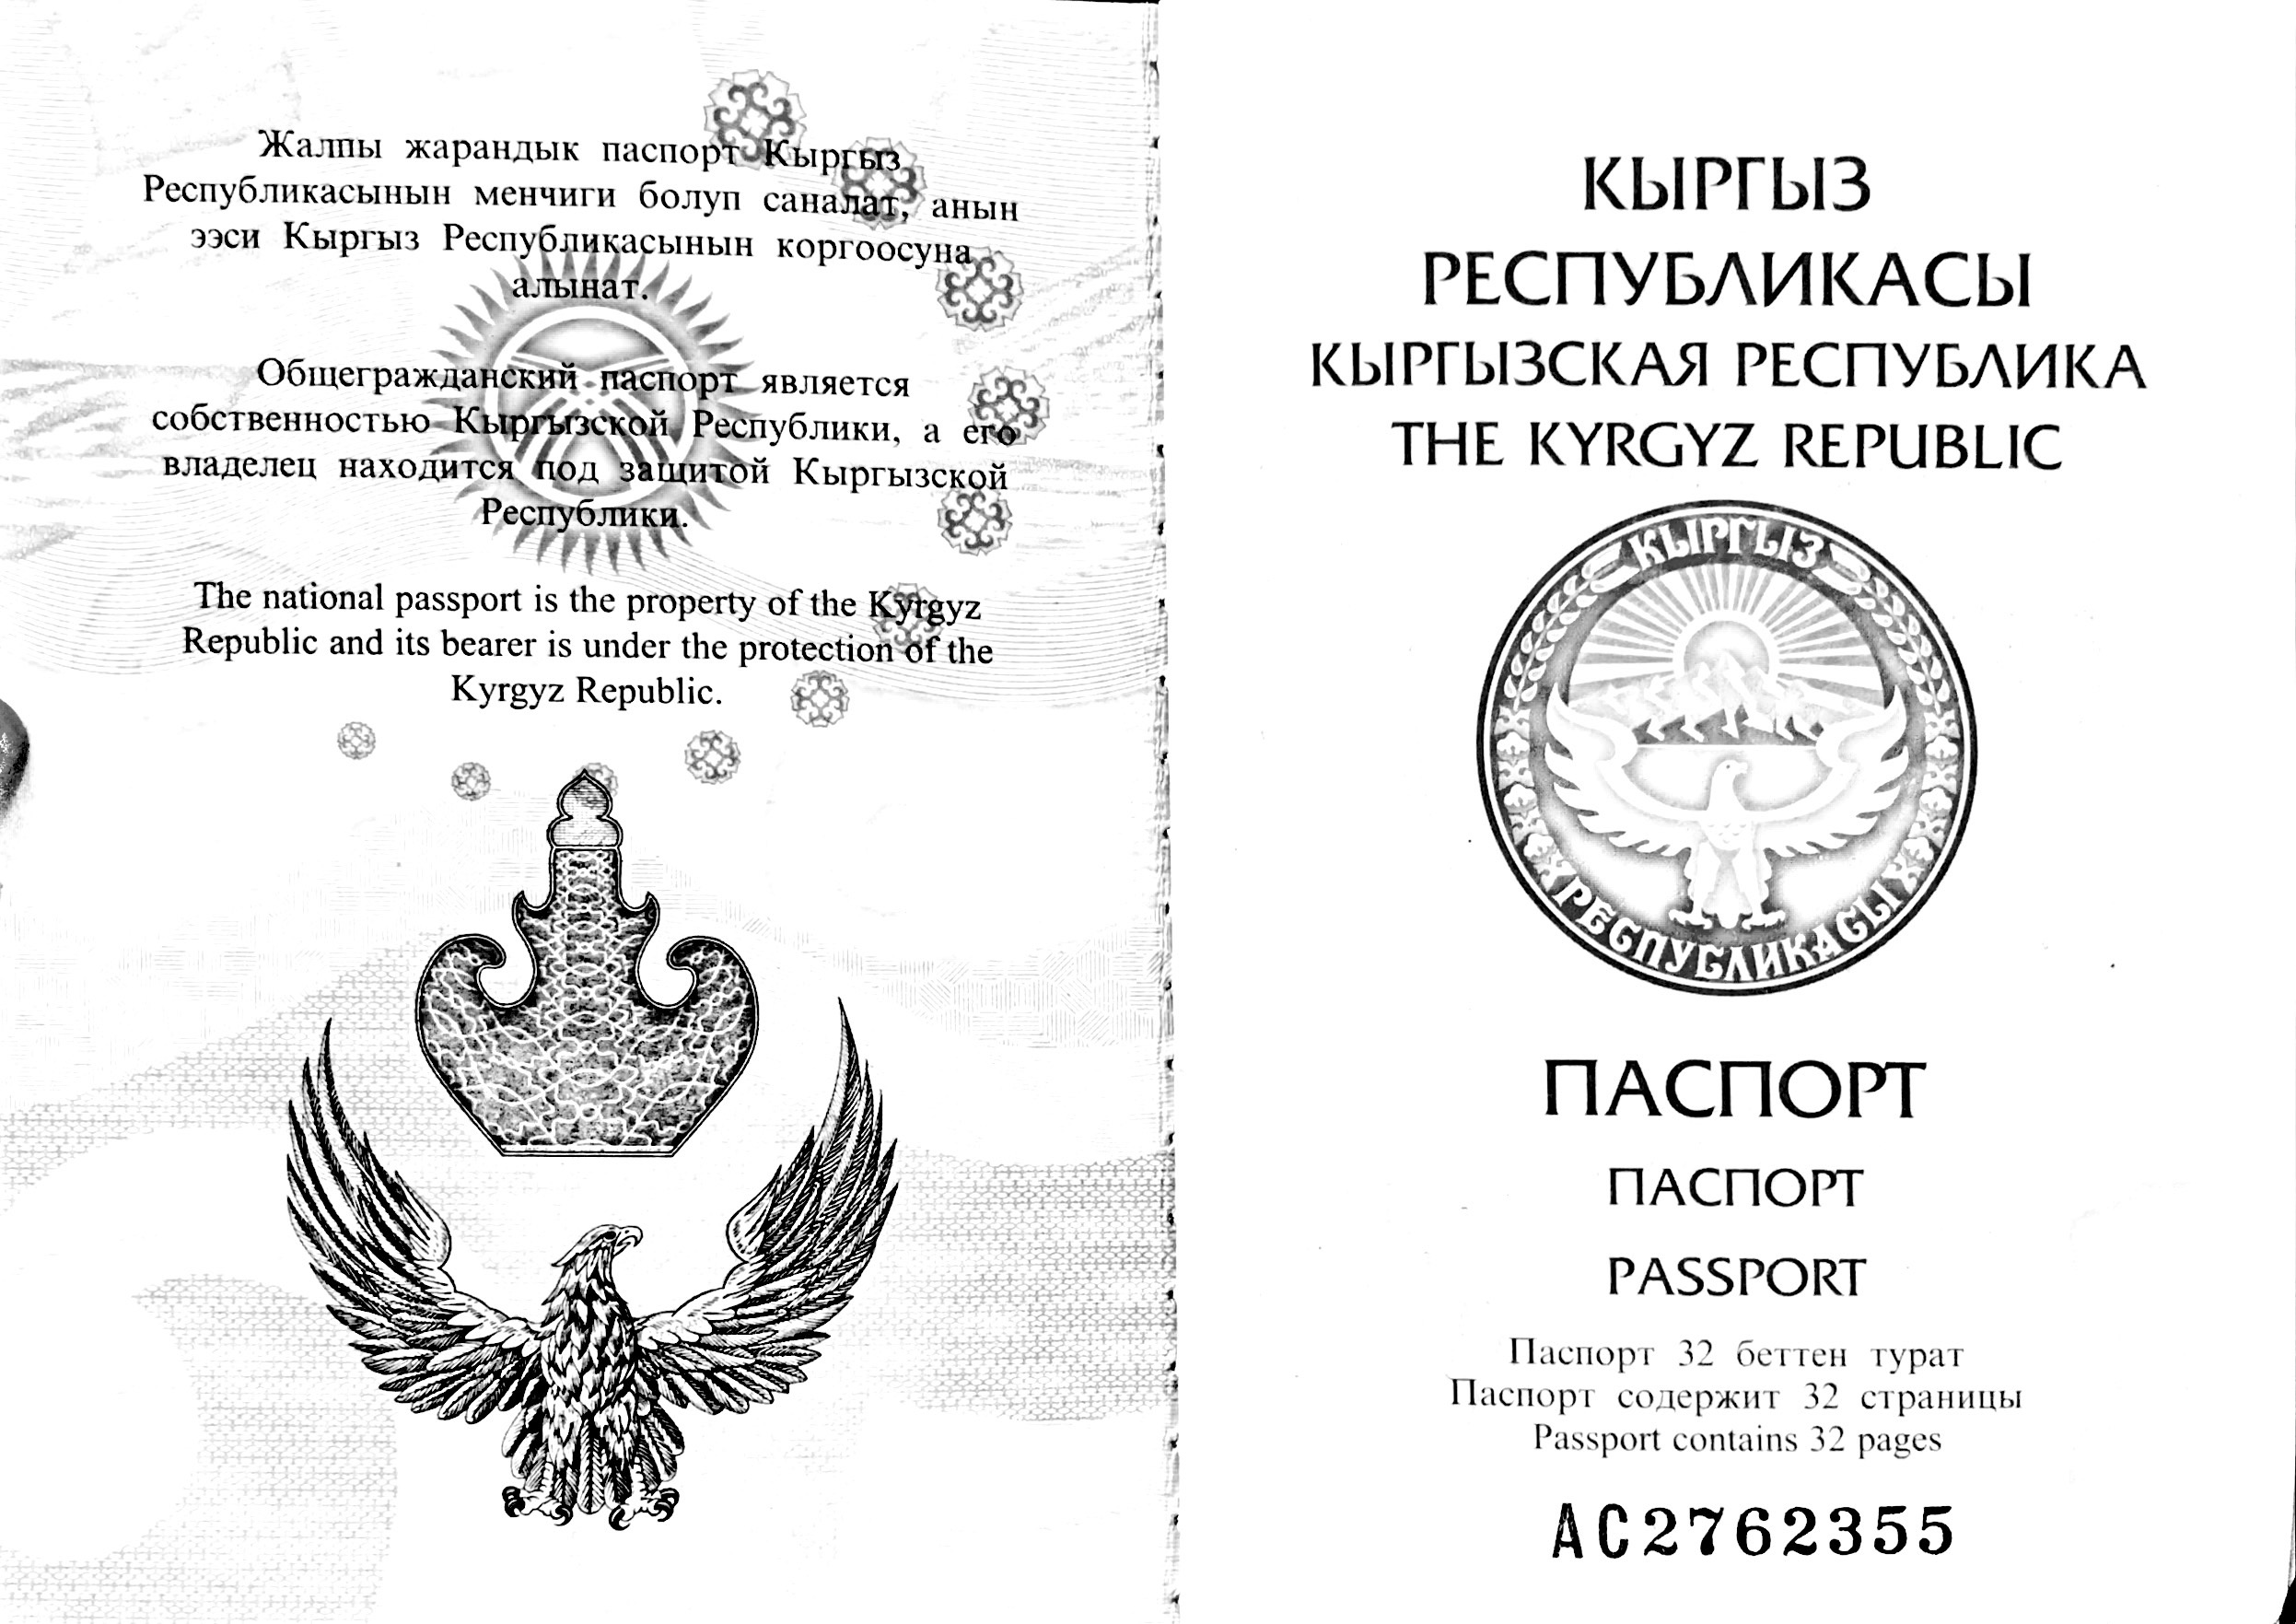 Жалпы жарандык паспорт Кыргыз
Республикасынын менчиги болуп саналат, анын
ээси Кыргыз Республикасынын коргоосуна
алынат.
Общегражданский паспорт является
собственностью Кыргызской Республики, а его
владелец находится под защитой Кыргызской
Республики.
The national passport is the property of the Kyrgyz
Republic and its bearer is under the protection of the
Kyrgyz Republic.
КЫРГЫЗ
РЕСПУБЛИКАСЫ
КЫРГЫЗСКАЯ РЕСПУБЛИКА
THE KYRGYZ REPUBLIC
КЫРГЫЗ
РЕСПУБЛИКАСЫ
ПАСПОРТ
ПАСПОРТ
PASSPORT
Паспорт 32 беттен турат
Паспорт содержит 32 страницы
Passport contains 32 pages
AC2762355